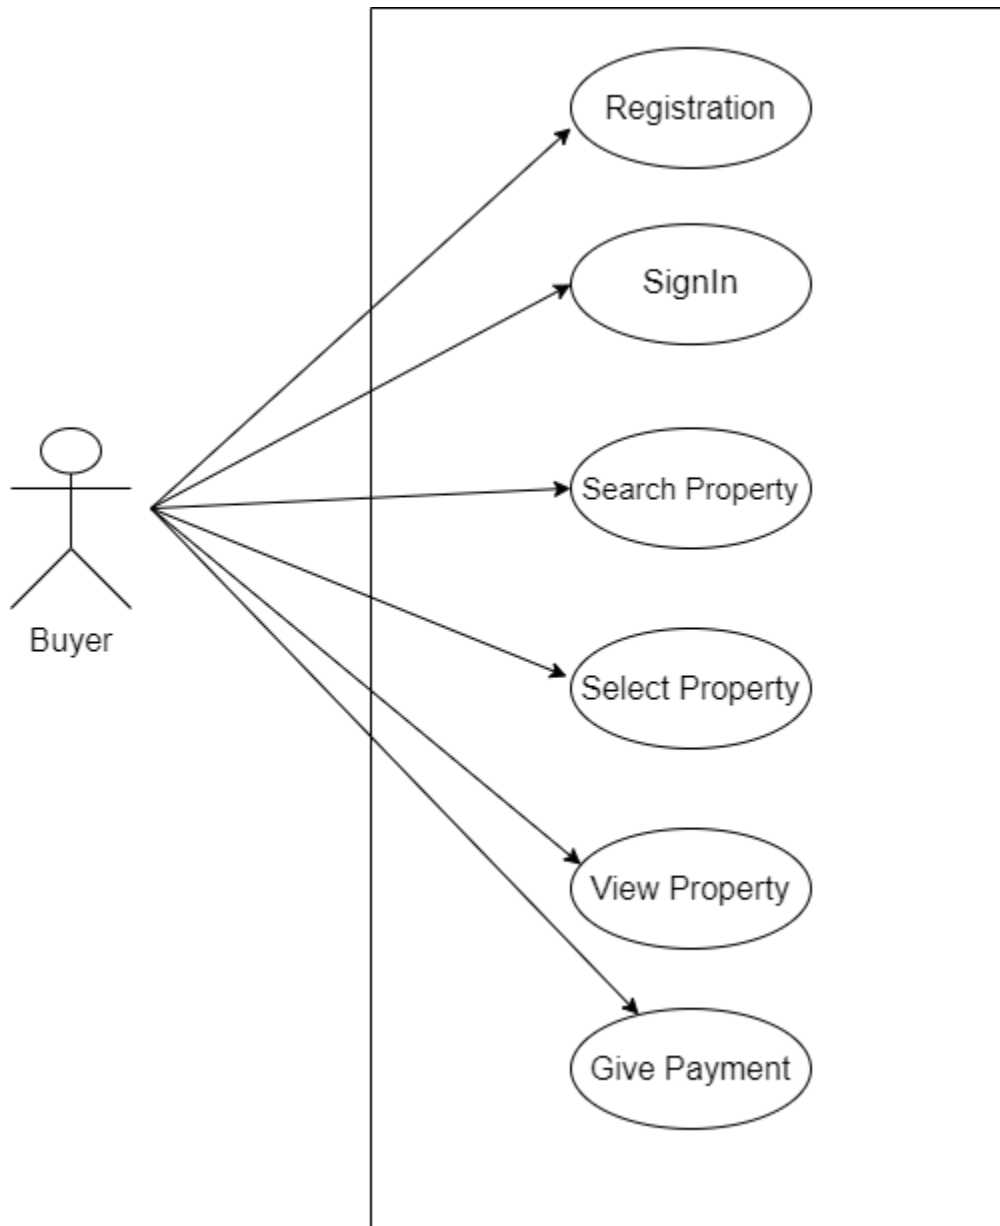 Registration
SignIn
Search Property
Buyer
Select Property
View Property
Give Payment